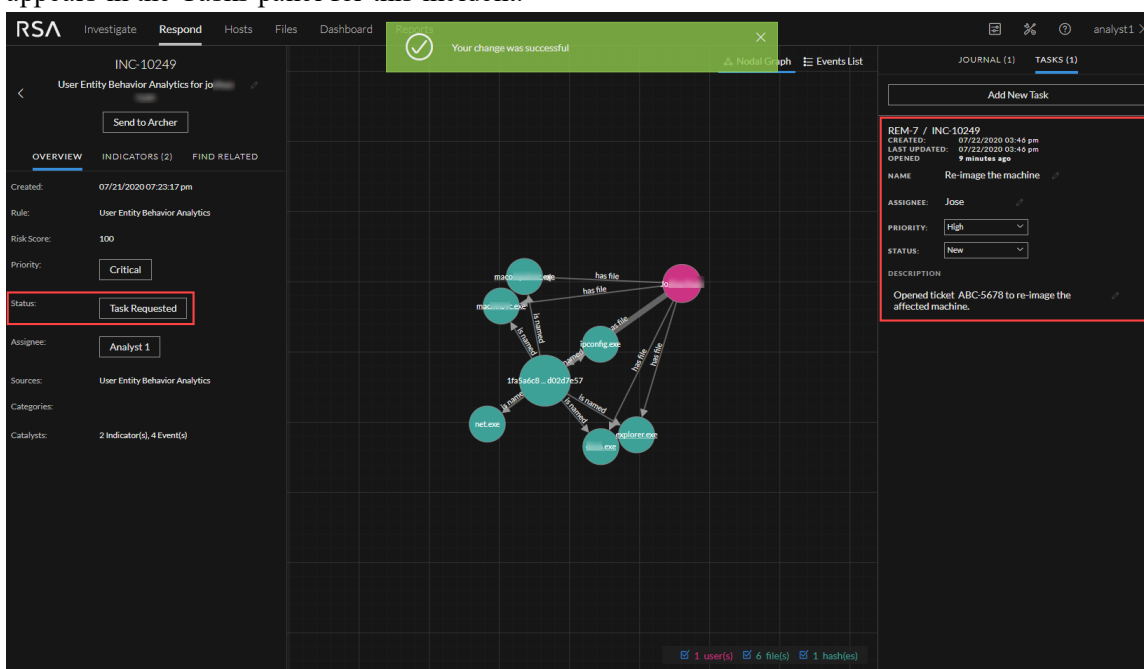 appears in the Tasks panel for this incident.
RSA Investigate Respond Hosts Files Dashboard Reports
Your change was successful
analyst1
INC-10249
User Entity Behavior Analytics for jo
Send to Archer
OVERVIEW INDICATORS (2) FIND RELATED
Created: 07/21/2020 07:23:17 pm
Rule: User Entity Behavior Analytics
Risk Score: 100
Priority: Critical
Status: Task Requested
Assignee: Analyst 1
Sources: User Entity Behavior Analytics
Categories:
Catalysts: 2 Indicator(s), 4 Event(s)
Nodal Graph Events List
has file
has file
is named
is named
as file
ipconfig.exe
named
has file
has file
1fa5a6c8 ... d02d7e57
is name
is named
is named
net.exe
explorer.exe
.exe
1 user(s) 6 file(s) 1 hash(es)
JOURNAL (1) TASKS (1)
Add New Task
REM-7 / INC-10249
CREATED: 07/22/2020 03:46 pm
LAST UPDATED: 07/22/2020 03:46 pm
OPENED 9 minutes ago
NAME Re-image the machine
ASSIGNEE: Jose
PRIORITY: High
STATUS: New
DESCRIPTION
Opened ticket ABC-5678 to re-image the
affected machine.